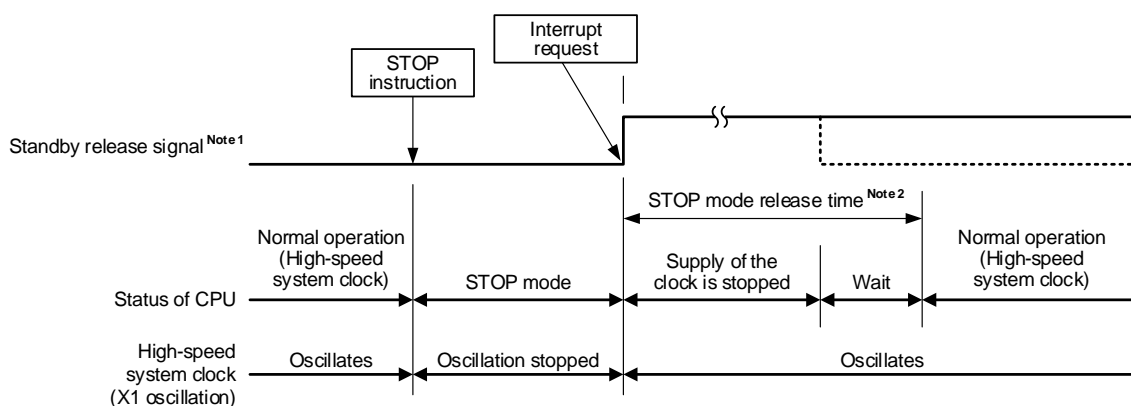 Interrupt
request
STOP
instruction
Standby release signal Note 1
STOP mode release time Note 2
Normal operation
(High-speed
system clock)
Supply of the
clock is stopped
Normal operation
(High-speed
system clock)
Status of CPU
STOP mode
Wait
High-speed
system clock
(X1 oscillation)
Oscillates
Oscillation stopped
Oscillates